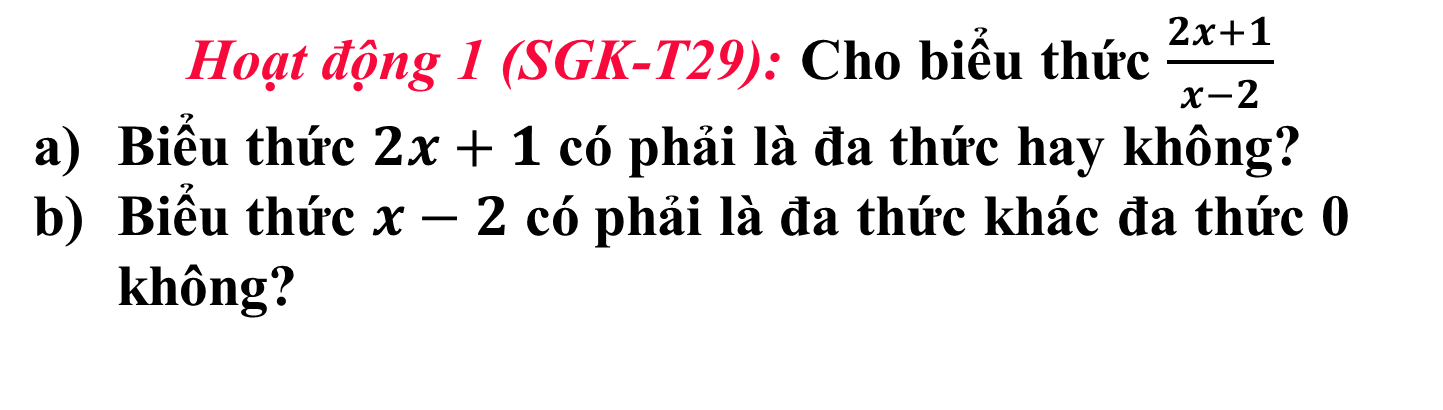 Hoạt động 1 (SGK-T29): Cho biểu thức \frac{2x+1}{x-2}
a) Biểu thức 2x + 1 có phải là đa thức hay không?
b) Biểu thức x − 2 có phải là đa thức khác đa thức 0
không?